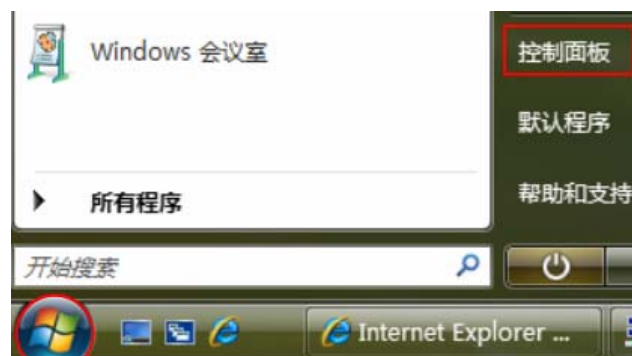 Windows 会议室
控制面板
默认程序
所有程序
帮助和支持
开始搜索
Internet Explorer ...